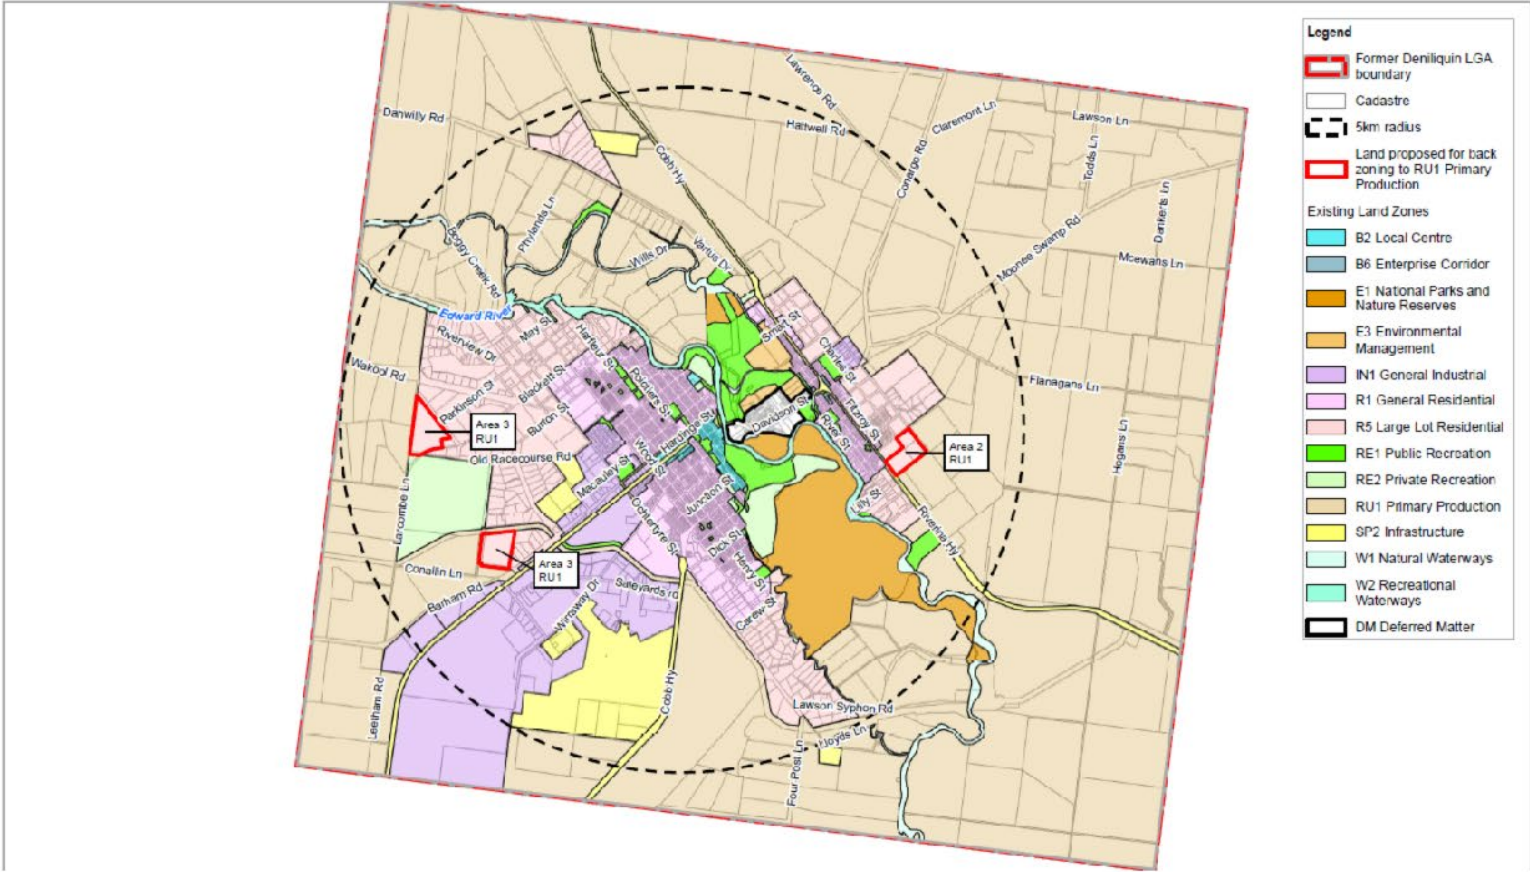 Lawrence Rd
Hartwell Rd
Claremont Ln
Lawson Ln
Danwilly Rd
Cobb Hy
Conargo Rd
Todds Ln
Dankerts Ln
Phylands Ln
Boggy Creek Rd
Wills Dr
Vertus Dr
Moonee Swamp Rd
Mcewans Ln
Edward River
Riverview Dr
May St
Harfleur St
Smart St
Charles St
Wakool Rd
Parkinson St
Blackett St
Poictiers St
Flanagans Ln
Burton St
Hardinge St
Davidson St
River St
Fitzroy St
Area 3
RU1
Area 2
RU1
Old Racecourse Rd
Wood St
Macauley St
Hogans Ln
Larcombe Ln
Junction St
Lilly St
Ochtertyre St
Riverina Hy
Dick St
Henry St
Conallin Ln
Area 3
RU1
Barham Rd
Wirraway Dr
Saleyards rd
Carew St
Leetham Rd
Cobb Hy
Lawson Syphon Rd
Lloyds Ln
Four Post Ln
Legend
Former Deniliquin LGA
boundary
Cadastre
5km radius
Land proposed for back
zoning to RU1 Primary
Production
Existing Land Zones
B2 Local Centre
B6 Enterprise Corridor
E1 National Parks and
Nature Reserves
E3 Environmental
Management
IN1 General Industrial
R1 General Residential
R5 Large Lot Residential
RE1 Public Recreation
RE2 Private Recreation
RU1 Primary Production
SP2 Infrastructure
W1 Natural Waterways
W2 Recreational
Waterways
DM Deferred Matter